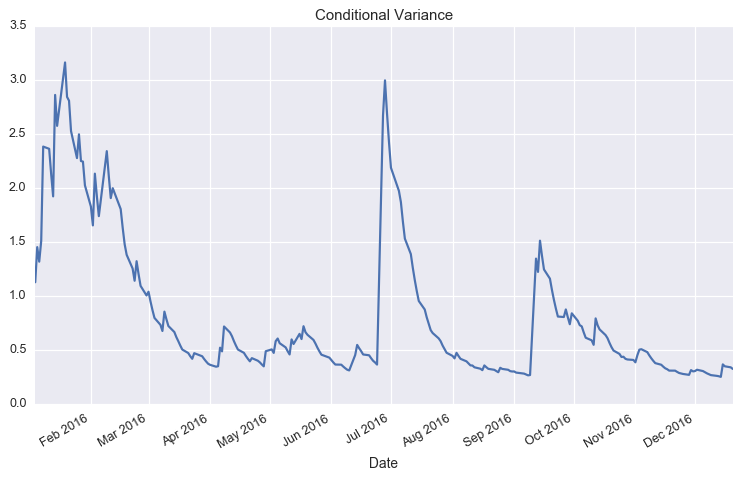 Conditional Variance
3.5
3.0
2.5
2.0
1.5
1.0
0.5
0.0
Feb 2016
Mar 2016
Apr 2016
May 2016
Jun 2016
Jul 2016
Aug 2016
Sep 2016
Oct 2016
Nov 2016
Dec 2016
Date